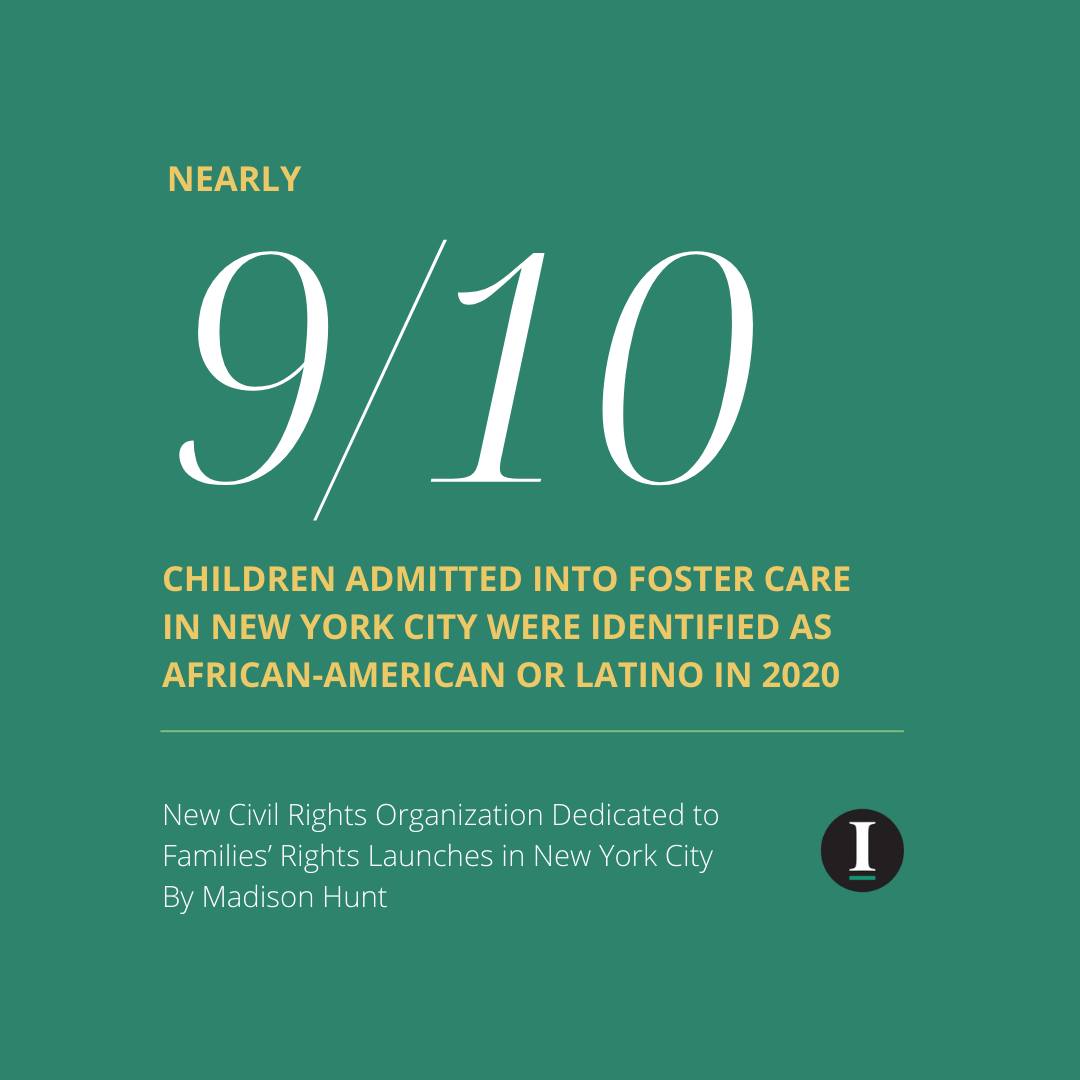 NEARLY
9/10
CHILDREN ADMITTED INTO FOSTER CARE
IN NEW YORK CITY WERE IDENTIFIED AS
AFRICAN-AMERICAN OR LATINO IN 2020
New Civil Rights Organization Dedicated to
Families’ Rights Launches in New York City
By Madison Hunt
I